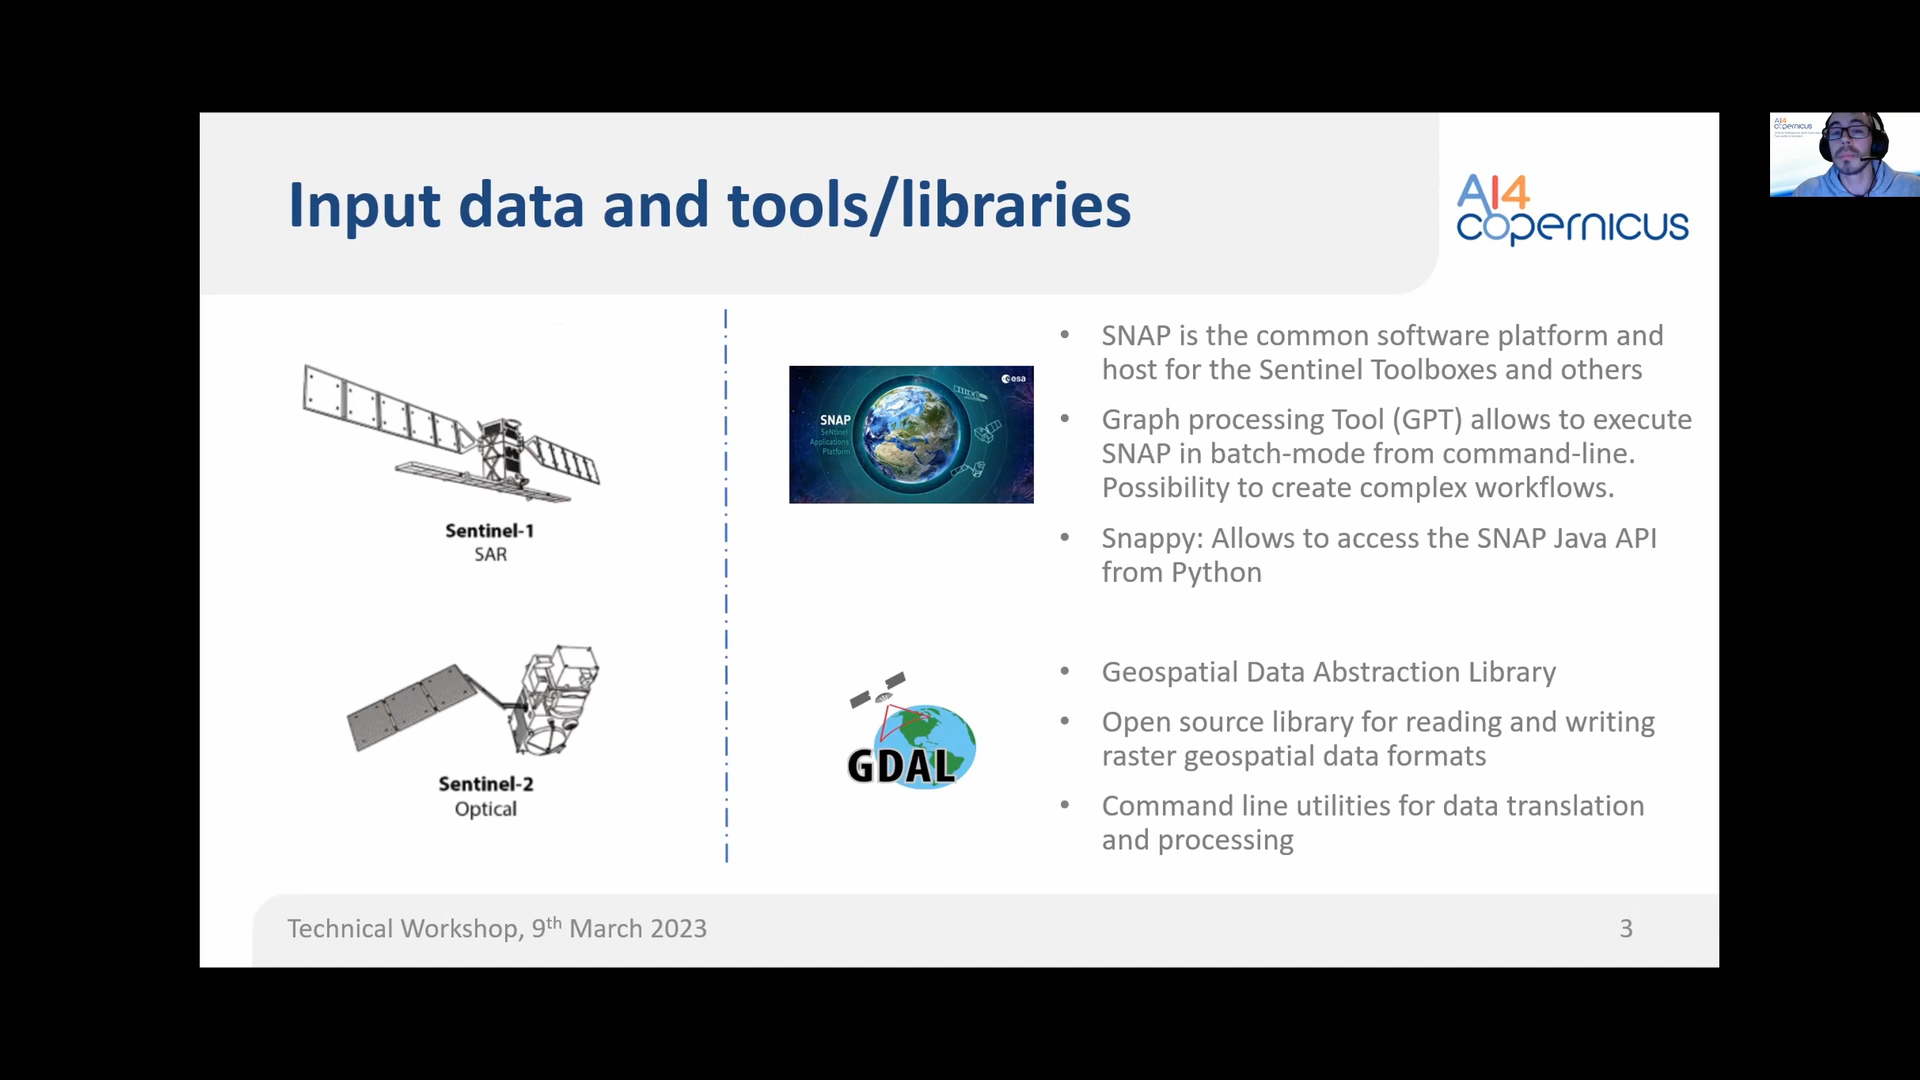 Input data and tools/libraries
AI4
copernicus
Sentinel-1
SAR
Sentinel-2
Optical
esa
SNAP
SeNtinel
Applications
Platform
• SNAP is the common software platform and
host for the Sentinel Toolboxes and others
• Graph processing Tool (GPT) allows to execute
SNAP in batch-mode from command-line.
Possibility to create complex workflows.
• Snappy: Allows to access the SNAP Java API
from Python
GDAL
• Geospatial Data Abstraction Library
• Open source library for reading and writing
raster geospatial data formats
• Command line utilities for data translation
and processing
Technical Workshop, 9th March 2023
3
AI4
copernicus